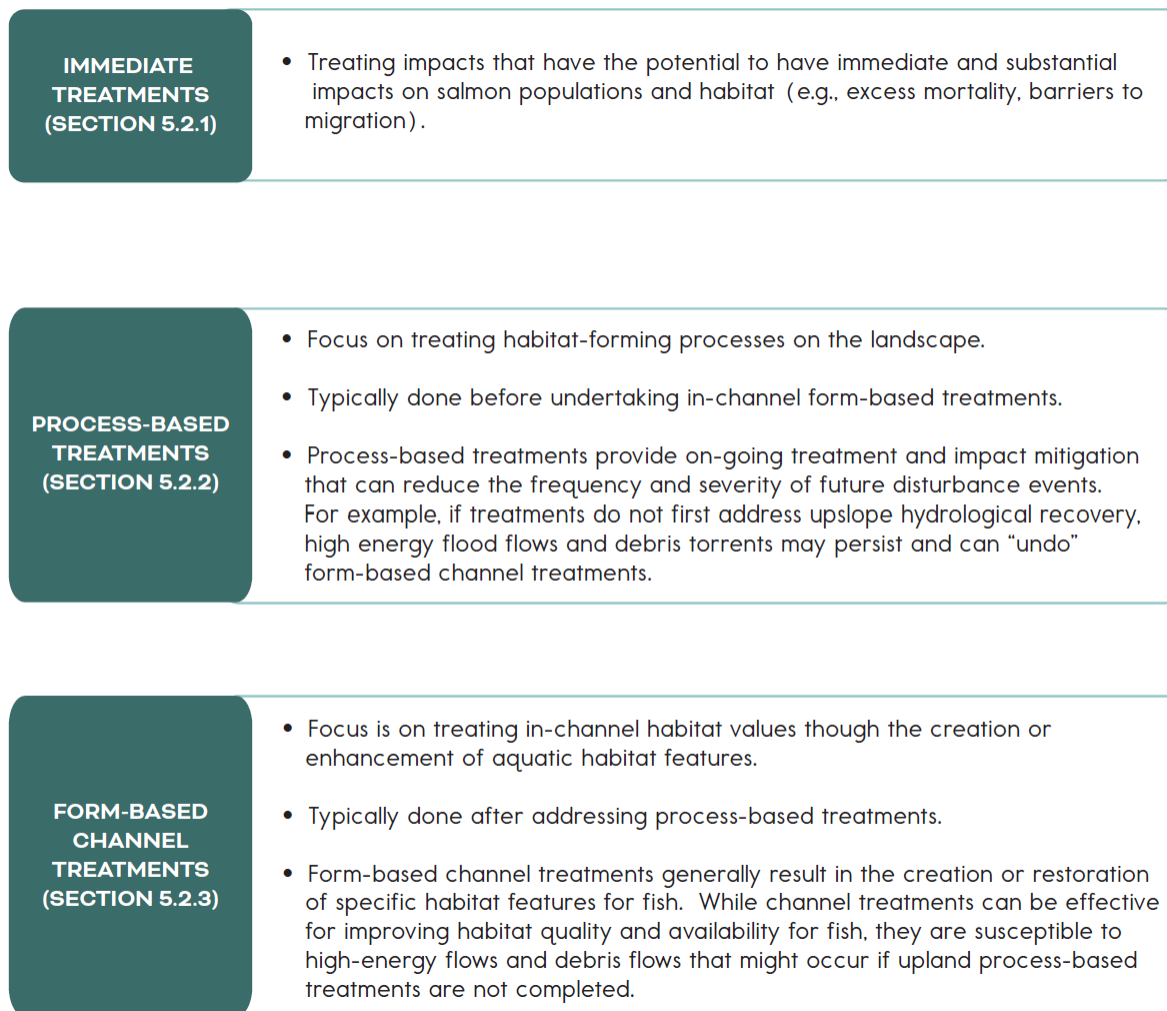 IMMEDIATE
TREATMENTS
(SECTION 5.2.1)
• Treating impacts that have the potential to have immediate and substantial
impacts on salmon populations and habitat (e.g., excess mortality, barriers to
migration).
PROCESS-BASED
TREATMENTS
(SECTION 5.2.2)
• Focus on treating habitat-forming processes on the landscape.
• Typically done before undertaking in-channel form-based treatments.
• Process-based treatments provide on-going treatment and impact mitigation
that can reduce the frequency and severity of future disturbance events.
For example, if treatments do not first address upslope hydrological recovery,
high energy flood flows and debris torrents may persist and can “undo”
form-based channel treatments.
FORM-BASED
CHANNEL
TREATMENTS
(SECTION 5.2.3)
• Focus is on treating in-channel habitat values though the creation or
enhancement of aquatic habitat features.
• Typically done after addressing process-based treatments.
• Form-based channel treatments generally result in the creation or restoration
of specific habitat features for fish.  While channel treatments can be effective
for improving habitat quality and availability for fish, they are susceptible to
high-energy flows and debris flows that might occur if upland process-based
treatments are not completed.